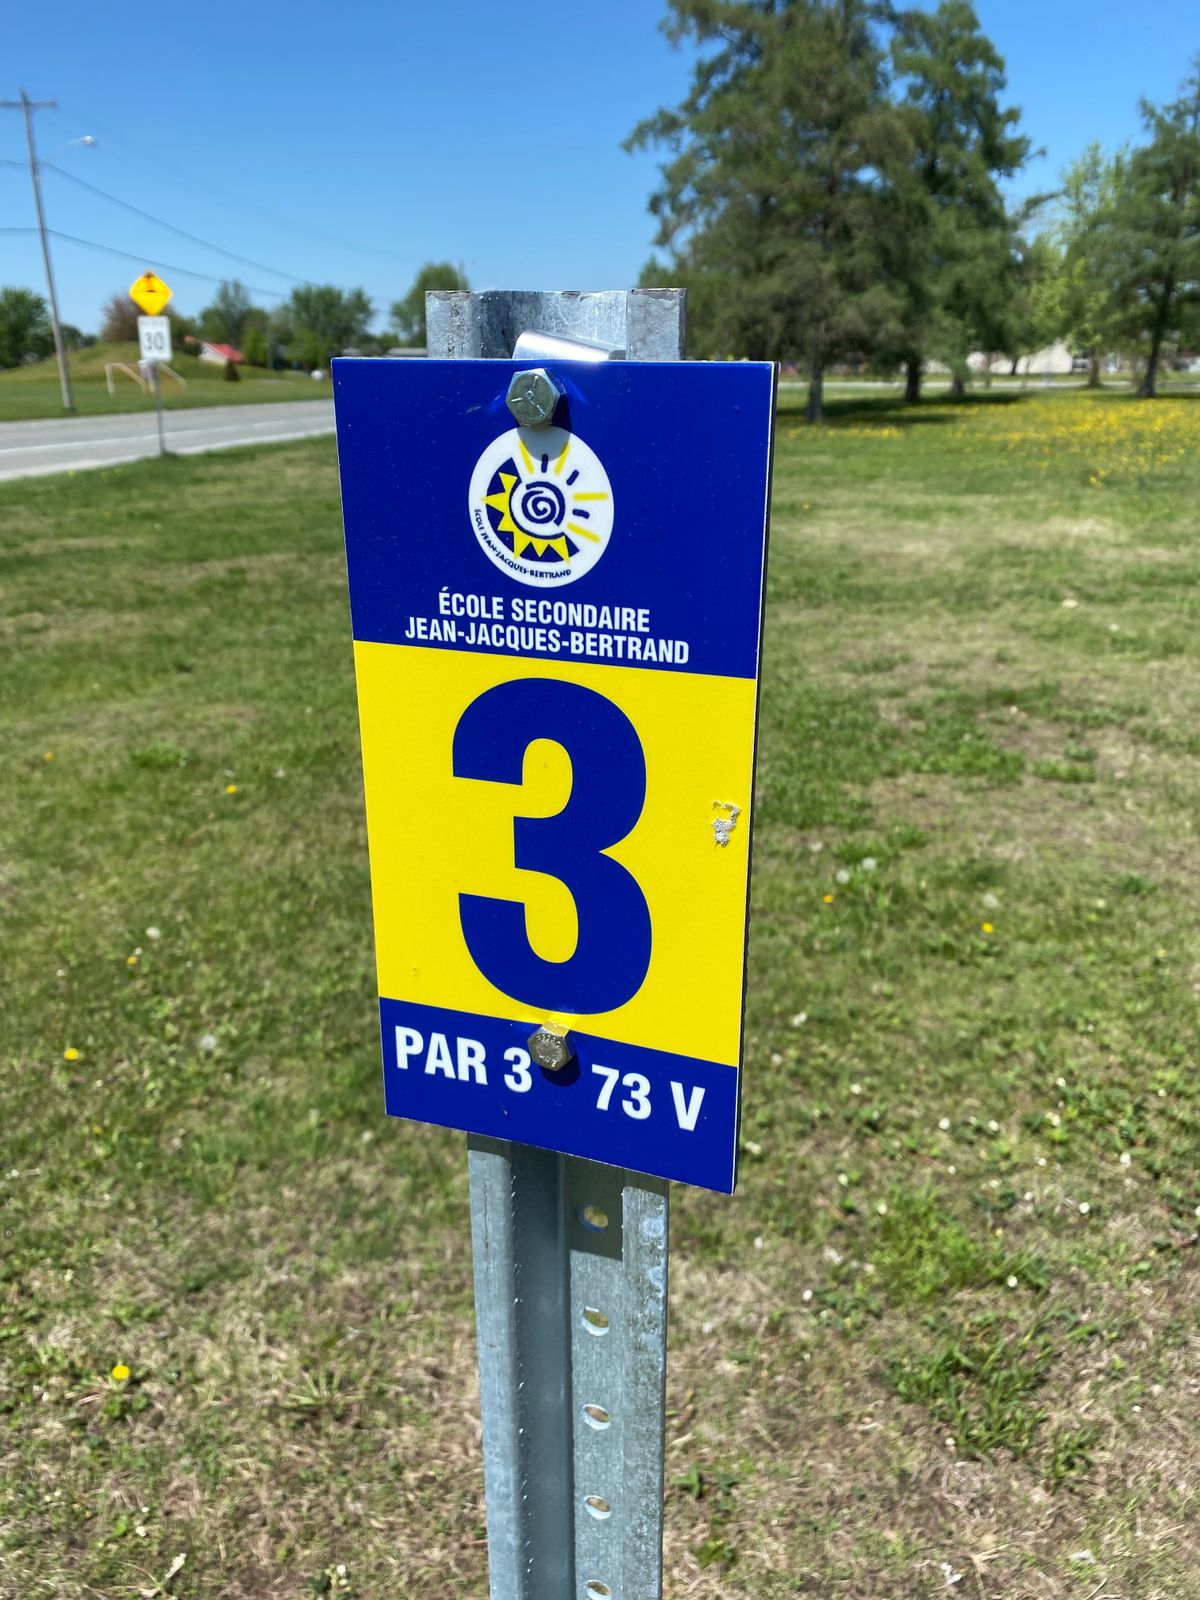 30
ÉCOLE JEAN-JACQUES-BERTRAND
ÉCOLE SECONDAIRE
JEAN-JACQUES-BERTRAND
3
PAR 3 73 V